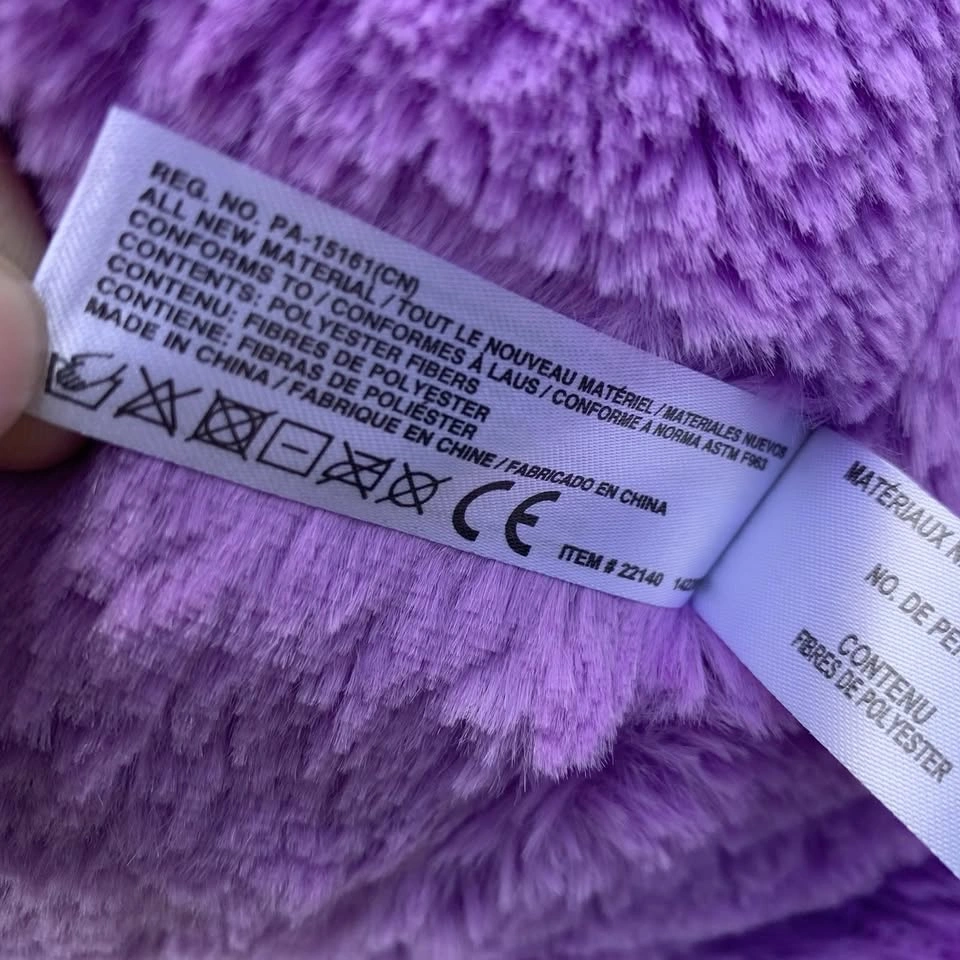 REG. NO. PA-15161(CN)
ALL NEW MATERIAL / TOUT LE NOUVEAU MATÉRIEL / MATERIALES NUEVOS
CONFORMS TO / CONFORMES À LAUS / CONFORME A NORMA ASTM F963
CONTENTS: POLYESTER FIBERS
CONTENU: FIBRES DE POLYESTER
CONTIENE: FIBRAS DE POLIÉSTER
MADE IN CHINA / FABRIQUE EN CHINE / FABRICADO EN CHINA
CE
ITEM # 22140
MATÉRIAUX
NO. DE
CONTENU
FIBRES DE POLYESTER